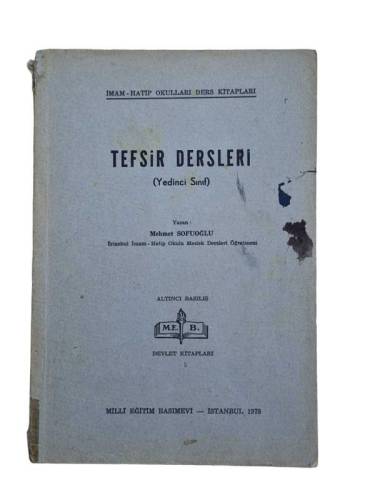 İMAM-HATİP OKULLARI DERS KİTAPLARI
TEFSİR DERSLERİ
(Yedinci Sınıf)
Yazan :
Mehmet SOFUOĞLU
İstanbul İmam-Hatip Okulu Meslek Dersleri Öğretmeni
ALTINCI BASILIŞ
M.E. B.
DEVLET KİTAPLARI
MİLLÎ EĞİTİM BASIMEVİ — İSTANBUL 1978